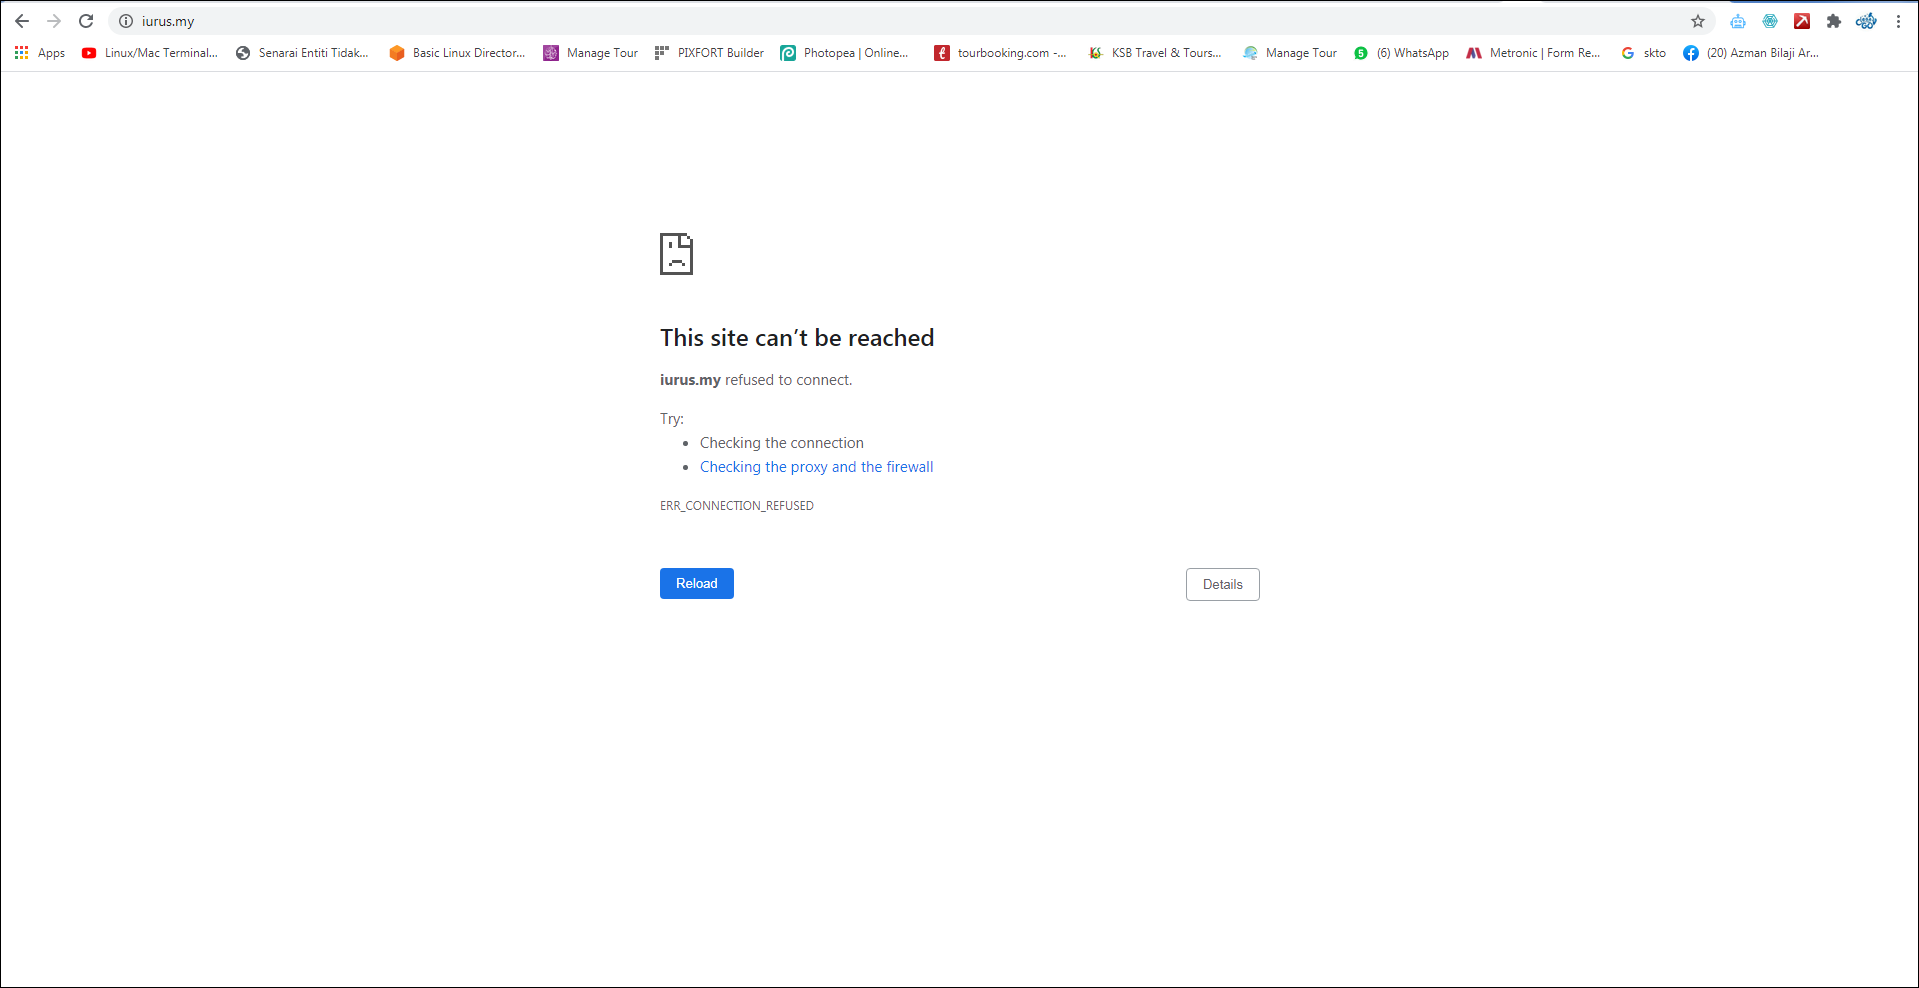 iurus.my
Apps Linux/Mac Terminal... Senarai Entiti Tidak... Basic Linux Director... Manage Tour PIXFORT Builder Photopea | Online... tourbooking.com -... KSB Travel & Tours... Manage Tour (6) WhatsApp Metronic | Form Re... skto (20) Azman Bilaji Ar...
This site can’t be reached
iurus.my refused to connect.
Try:
• Checking the connection
• Checking the proxy and the firewall
ERR_CONNECTION_REFUSED
Reload Details